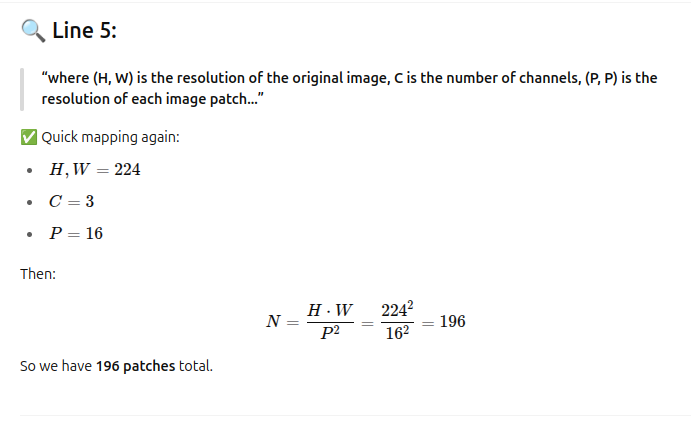 🔍 Line 5:
“where (H, W) is the resolution of the original image, C is the number of channels, (P, P) is the
resolution of each image patch...”
✅ Quick mapping again:
• H, W = 224
• C = 3
• P = 16
Then:
N = \frac{H · W}{P²} = \frac{224²}{16²} = 196
So we have 196 patches total.